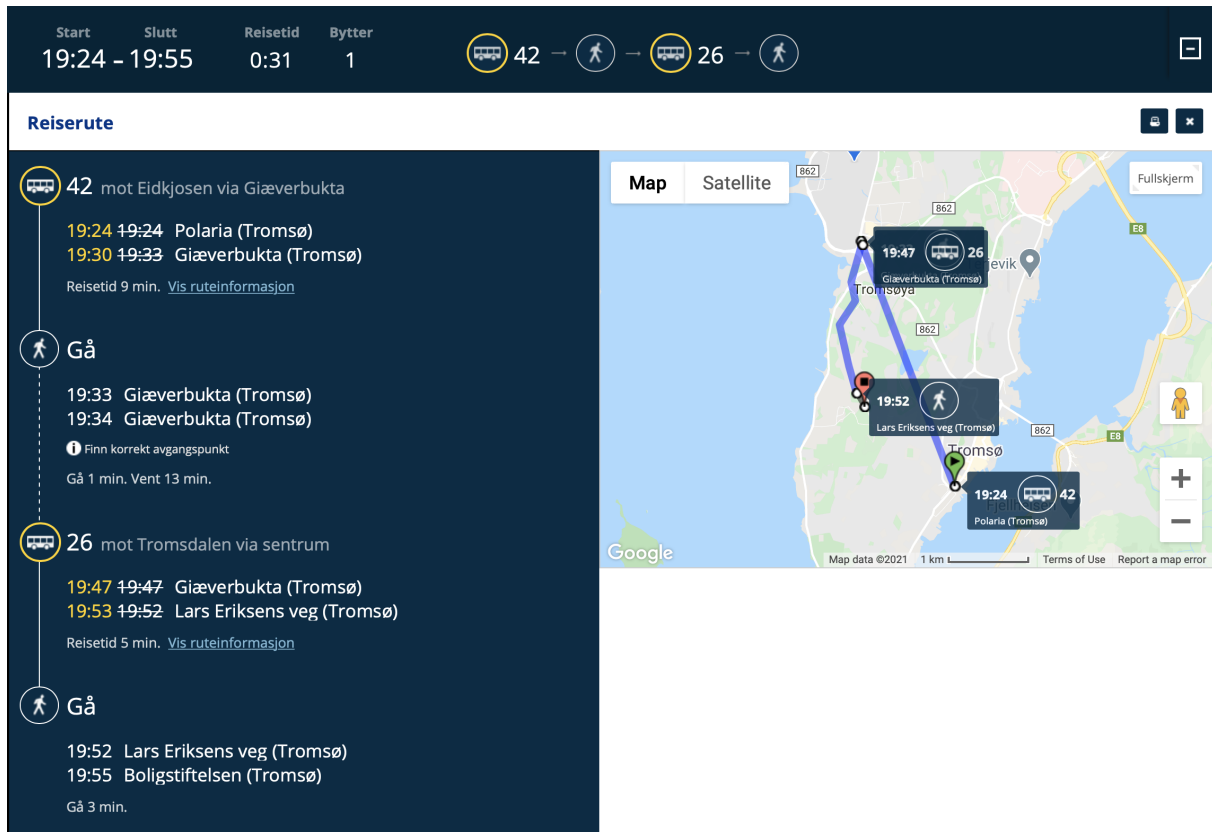 Start Slutt Reisetid Bytter
19:24 – 19:55 0:31 1 42 → → 26 →
Reiserute
42 mot Eidkjosen via Giæverbukta
19:24 19:24 Polaria (Tromsø)
19:30 19:33 Giæverbukta (Tromsø)
Reisetid 9 min. Vis ruteinformasjon
Gå
19:33 Giæverbukta (Tromsø)
19:34 Giæverbukta (Tromsø)
Finn korrekt avgangspunkt
Gå 1 min. Vent 13 min.
26 mot Tromsdalen via sentrum
19:47 19:47 Giæverbukta (Tromsø)
19:53 19:52 Lars Eriksens veg (Tromsø)
Reisetid 5 min. Vis ruteinformasjon
Gå
19:52 Lars Eriksens veg (Tromsø)
19:55 Boligstiftelsen (Tromsø)
Gå 3 min.
Map Satellite
Fullskjerm
862
862
E8
19:47 26
Giæverbukta (Tromsø)
evik
Tromsøya
862
19:52
Lars Eriksens veg (Tromsø)
862
E8
Tromsø
19:24 42
Polaria (Tromsø)
Google
Map data ©2021 1 km Terms of Use Report a map error